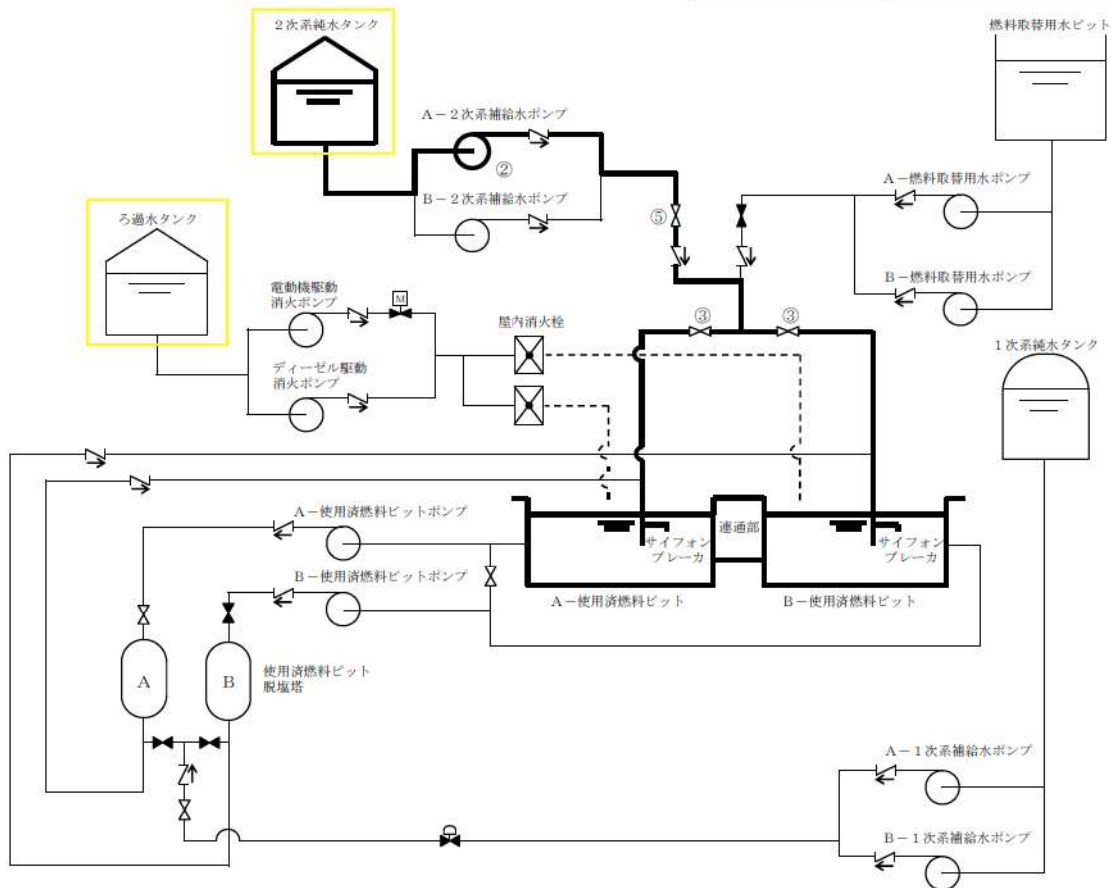 2次系純水タンク
燃料取替用水ピット
A-2次系補給水ポンプ
②
B-2次系補給水ポンプ
⑤
A-燃料取替用水ポンプ
B-燃料取替用水ポンプ
ろ過水タンク
電動機駆動
消火ポンプ
M
ディーゼル駆動
消火ポンプ
屋内消火栓
③
③
1次系純水タンク
A-使用済燃料ピットポンプ
B-使用済燃料ピットポンプ
サイフォン
ブレーカ
連通部
サイフォン
ブレーカ
A-使用済燃料ピット
B-使用済燃料ピット
A
B
使用済燃料ピット
脱塩塔
A-1次系補給水ポンプ
B-1次系補給水ポンプ